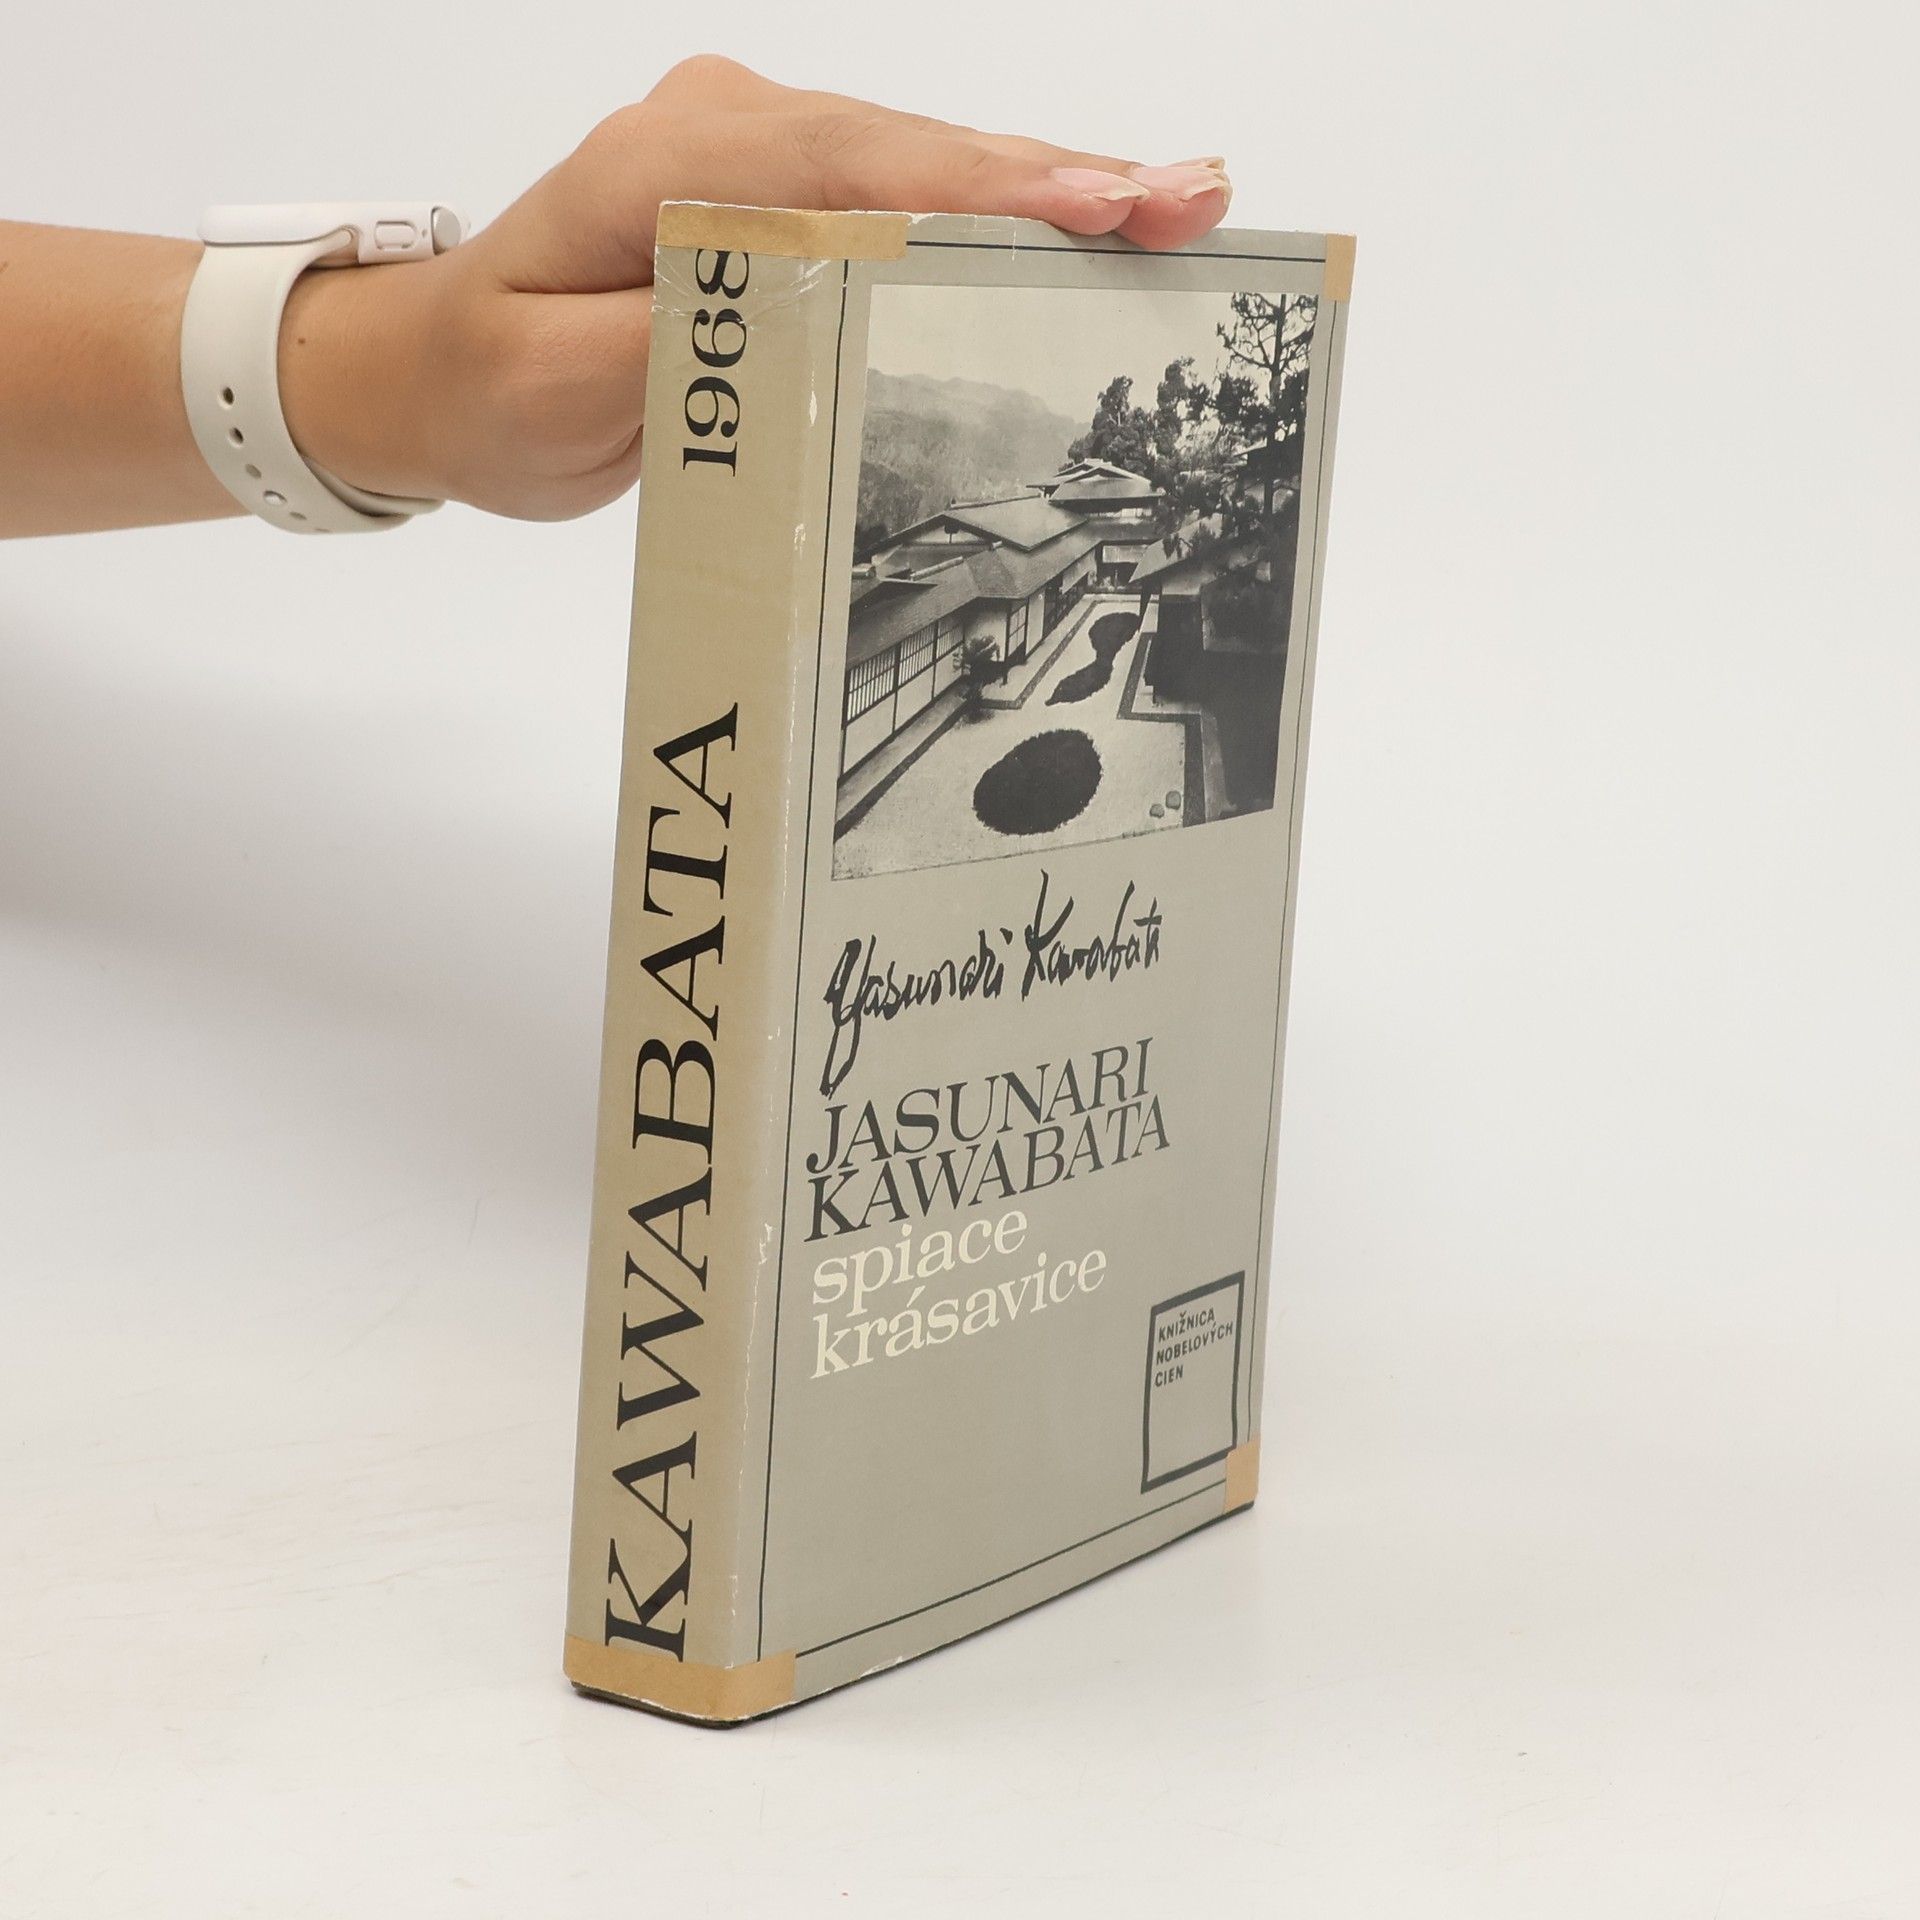 KAWABATA 1968
Yasunari Kawabata
JASUNARI
KAWABATA
spiace
krásavice
KNIŽNICA
NOBELOVÝCH
CIEN